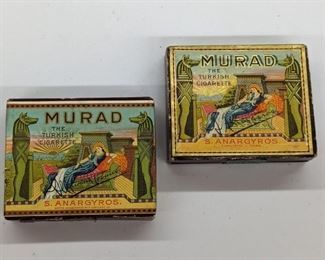 MURAD
THE
TURKISH
CIGARETTE
S. ANARGYROS.
MURAD
THE
TURKISH
CIGARETTE
S. ANARGYROS